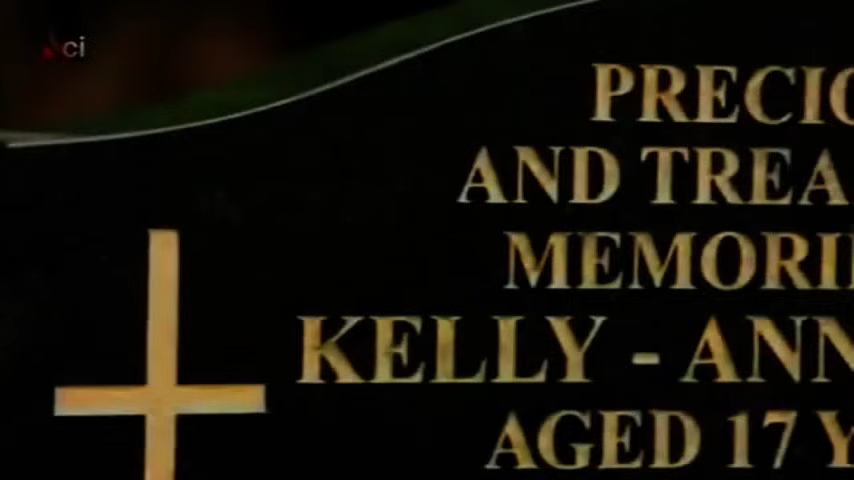 ci
PRECIO
AND TREA
MEMORI
KELLY - ANN
AGED 17 Y